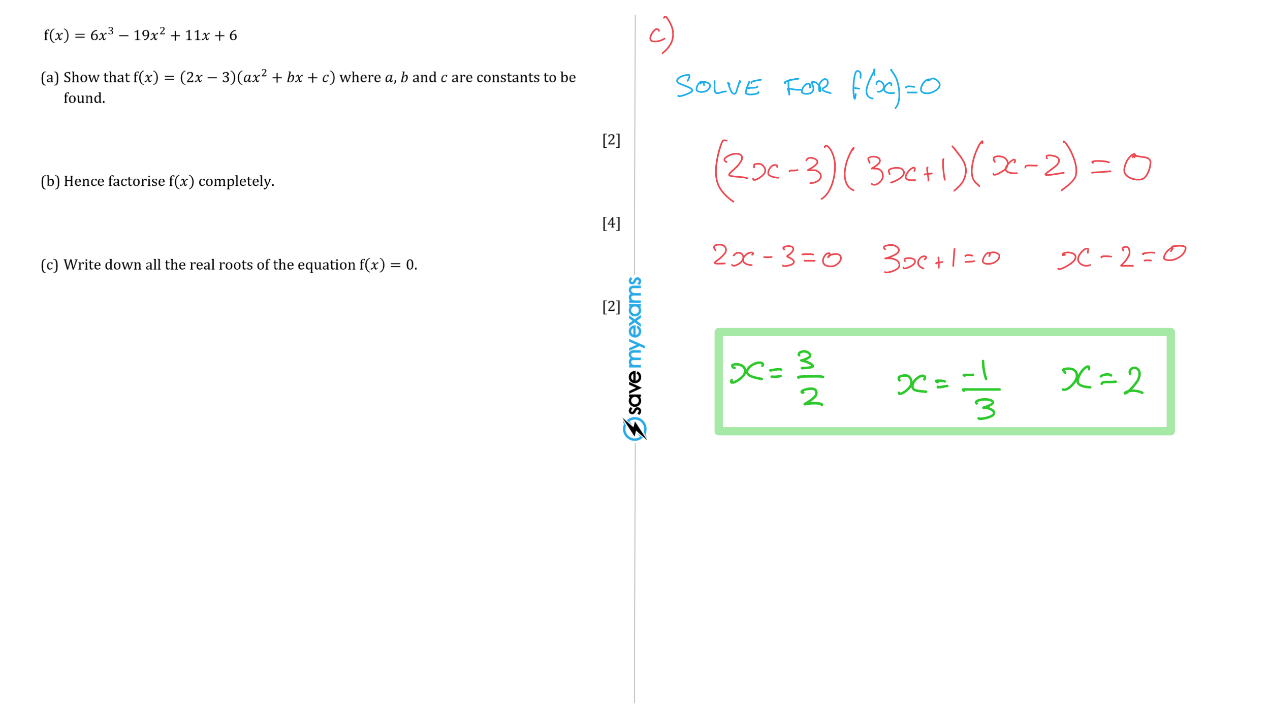 f(x) = 6x³ − 19x² + 11x + 6
(a) Show that f(x) = (2x − 3)(ax² + bx + c) where a, b and c are constants to be
found.
[2]
(b) Hence factorise f(x) completely.
[4]
(c) Write down all the real roots of the equation f(x) = 0.
[2]
save my exams
c)
SOLVE FOR f(x)=0
(2x-3)(3x+1)(x-2)=0
2x-3=0 3x+1=0 x-2=0
x=3/2 x=-1/3 x=2